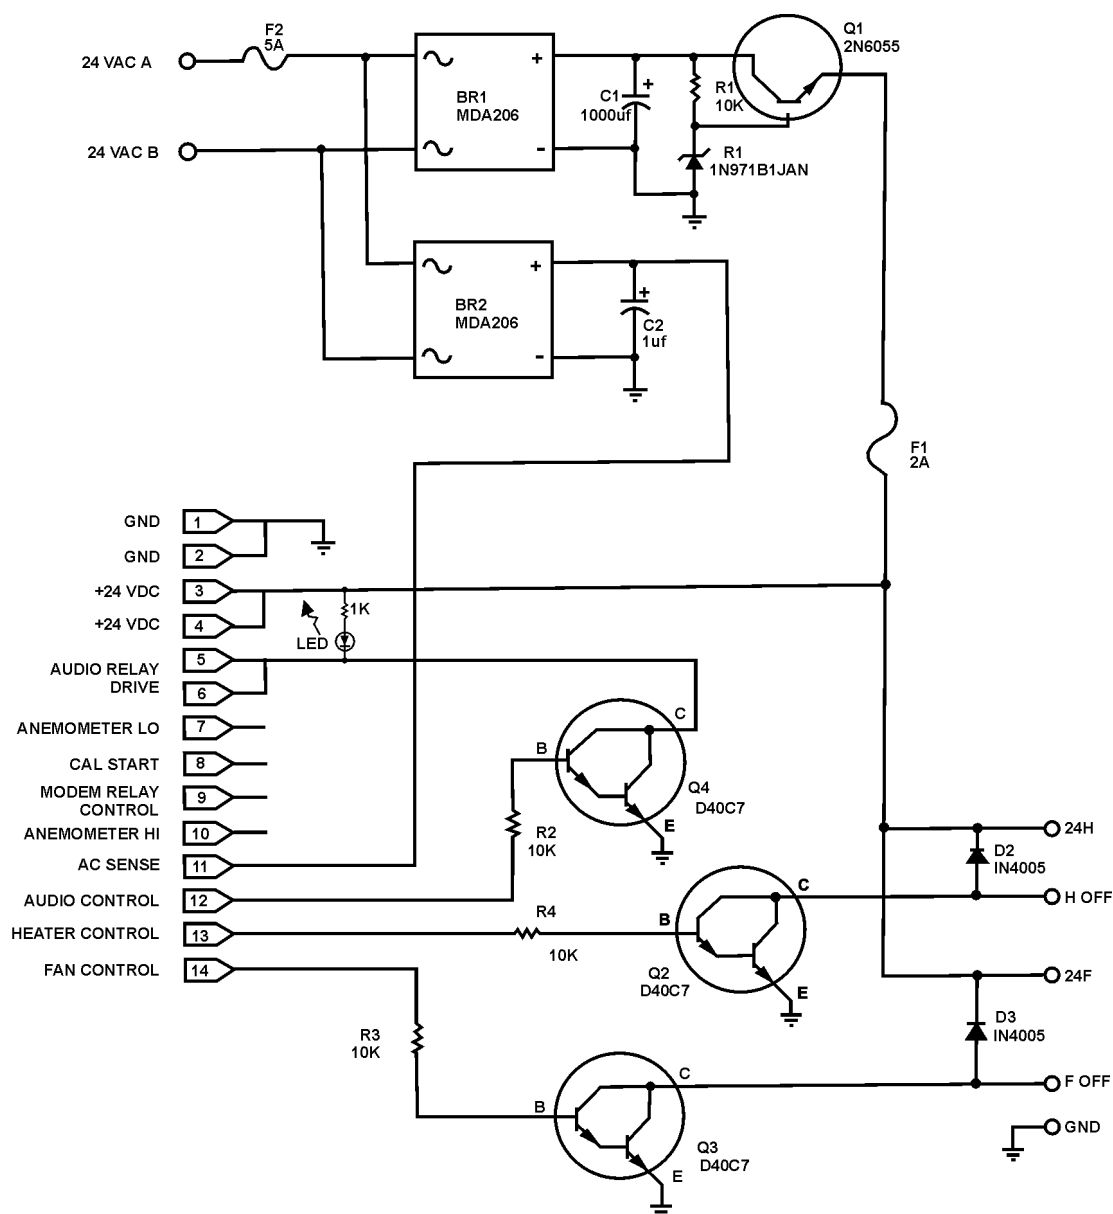 F2
5A
24 VAC A
24 VAC B
BR1
MDA206
+
-
C1
1000uf
+
R1
10K
R1
1N971B1JAN
Q1
2N6055
BR2
MDA206
+
-
+
C2
1uf
F1
2A
GND 1
GND 2
+24 VDC 3
+24 VDC 4
1K
LED
AUDIO RELAY
DRIVE
5
6
ANEMOMETER LO 7
CAL START 8
MODEM RELAY
CONTROL
9
ANEMOMETER HI 10
AC SENSE 11
AUDIO CONTROL 12
HEATER CONTROL 13
FAN CONTROL 14
B
C
E
Q4
D40C7
R2
10K
R4
10K
B
C
E
Q2
D40C7
R3
10K
B
C
E
Q3
D40C7
24H
D2
IN4005
H OFF
24F
D3
IN4005
F OFF
GND